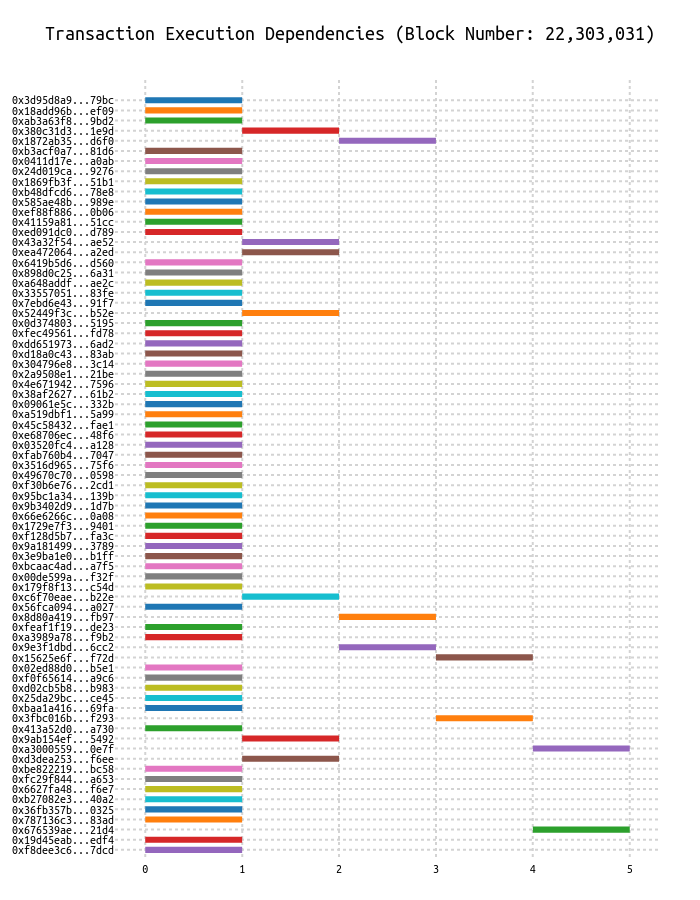 Transaction Execution Dependencies (Block Number: 22,303,031)
0x3d95d8a9...79bc
0x18add96b...ef09
0xab3a63f8...9bd2
0x380c31d3...1e9d
0x1872ab35...d6f0
0xb3acf0a7...81d6
0x0411d17e...a0ab
0x24d019ca...9276
0x1869fb3f...51b1
0xb48dfcd6...78e8
0x585ae48b...989e
0xef88f886...0b06
0x41159a81...51cc
0xed091dc0...d789
0x43a32f54...ae52
0xea472064...a2ed
0x6419b5d6...d560
0x898d0c25...6a31
0xa648addf...ae2c
0x33557051...83fe
0x7ebd6e43...91f7
0x52449f3c...b52e
0x0d374803...5195
0xfec49561...fd78
0xdd651973...6ad2
0xd18a0c43...83ab
0x304796e8...3c14
0x2a9508e1...21be
0x4e671942...7596
0x38af2627...61b2
0x09061e5c...332b
0xa519dbf1...5a99
0x45c58432...fae1
0xe68706ec...48f6
0x03520fc4...a128
0xfab760b4...7047
0x3516d965...75f6
0x49670c70...0598
0xf30b6e76...2cd1
0x95bc1a34...139b
0x9b3402d9...1d7b
0x66e6266c...0a08
0x1729e7f3...9401
0xf128d5b7...fa3c
0x9a181499...3789
0x3e9ba1e0...b1ff
0xbcaac4ad...a7f5
0x00de599a...f32f
0x179f8f13...c54d
0xc6f70eae...b22e
0x56fca094...a027
0x8d80a419...fb97
0xfeaf1f19...de23
0xa3989a78...f9b2
0x9e3f1dbd...6cc2
0x15625e6f...f72d
0x02ed88d0...b5e1
0xf0f65614...a9c6
0xd02cb5b8...b983
0x25da29bc...ce45
0xbaa1a416...69fa
0x3fbc016b...f293
0x413a52d0...a730
0x9ab154ef...5492
0xa3000559...0e7f
0xd3dea253...f6ee
0xbe822219...bc58
0xfc29f844...a653
0x6627fa48...f6e7
0xb27082e3...40a2
0x36fb357b...0325
0x787136c3...83ad
0x676539ae...21d4
0x19d45eab...edf4
0xf8dee3c6...7dcd
0 1 2 3 4 5